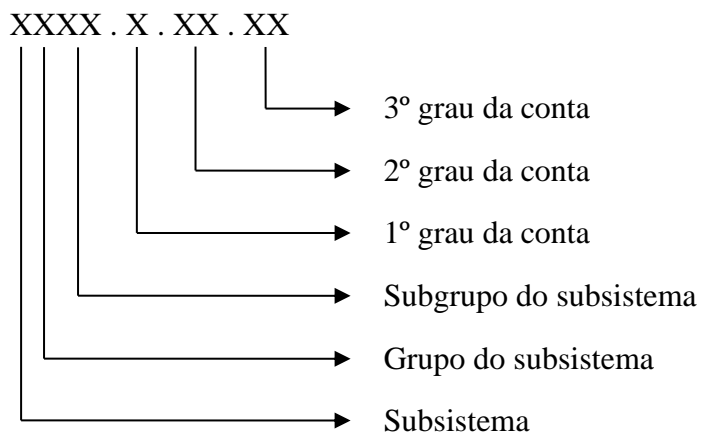 XXXX . X . XX . XX
3º grau da conta
2º grau da conta
1º grau da conta
Subgrupo do subsistema
Grupo do subsistema
Subsistema